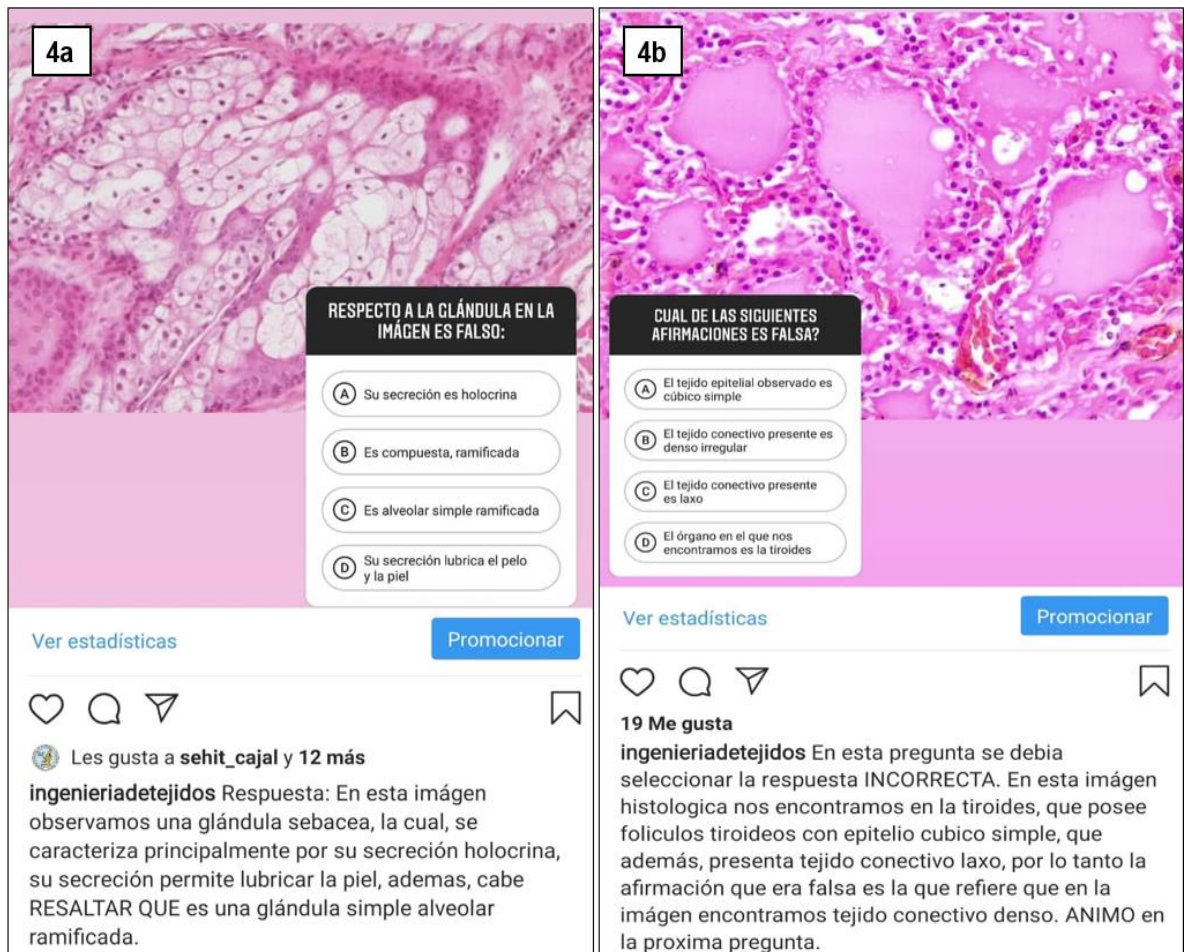 4a
RESPECTO A LA GLÁNDULA EN LA
IMÁGEN ES FALSO:
A Su secreción es holocrina
B Es compuesta, ramificada
C Es alveolar simple ramificada
D Su secreción lubrica el pelo
y la piel
Ver estadísticas
Promocionar
Les gusta a sehit_cajal y 12 más
ingenieriadetejidos Respuesta: En esta imágen
observamos una glándula sebacea, la cual, se
caracteriza principalmente por su secreción holocrina,
su secreción permite lubricar la piel, ademas, cabe
RESALTAR QUE es una glándula simple alveolar
ramificada.
4b
CUAL DE LAS SIGUIENTES
AFIRMACIONES ES FALSA?
A El tejido epitelial observado es
cúbico simple
B El tejido conectivo presente es
denso irregular
C El tejido conectivo presente
es laxo
D El órgano en el que nos
encontramos es la tiroides
Ver estadísticas
Promocionar
19 Me gusta
ingenieriadetejidos En esta pregunta se debia
seleccionar la respuesta INCORRECTA. En esta imágen
histologica nos encontramos en la tiroides, que posee
foliculos tiroideos con epitelio cubico simple, que
además, presenta tejido conectivo laxo, por lo tanto la
afirmación que era falsa es la que refiere que en la
imágen encontramos tejido conectivo denso. ANIMO en
la proxima pregunta.